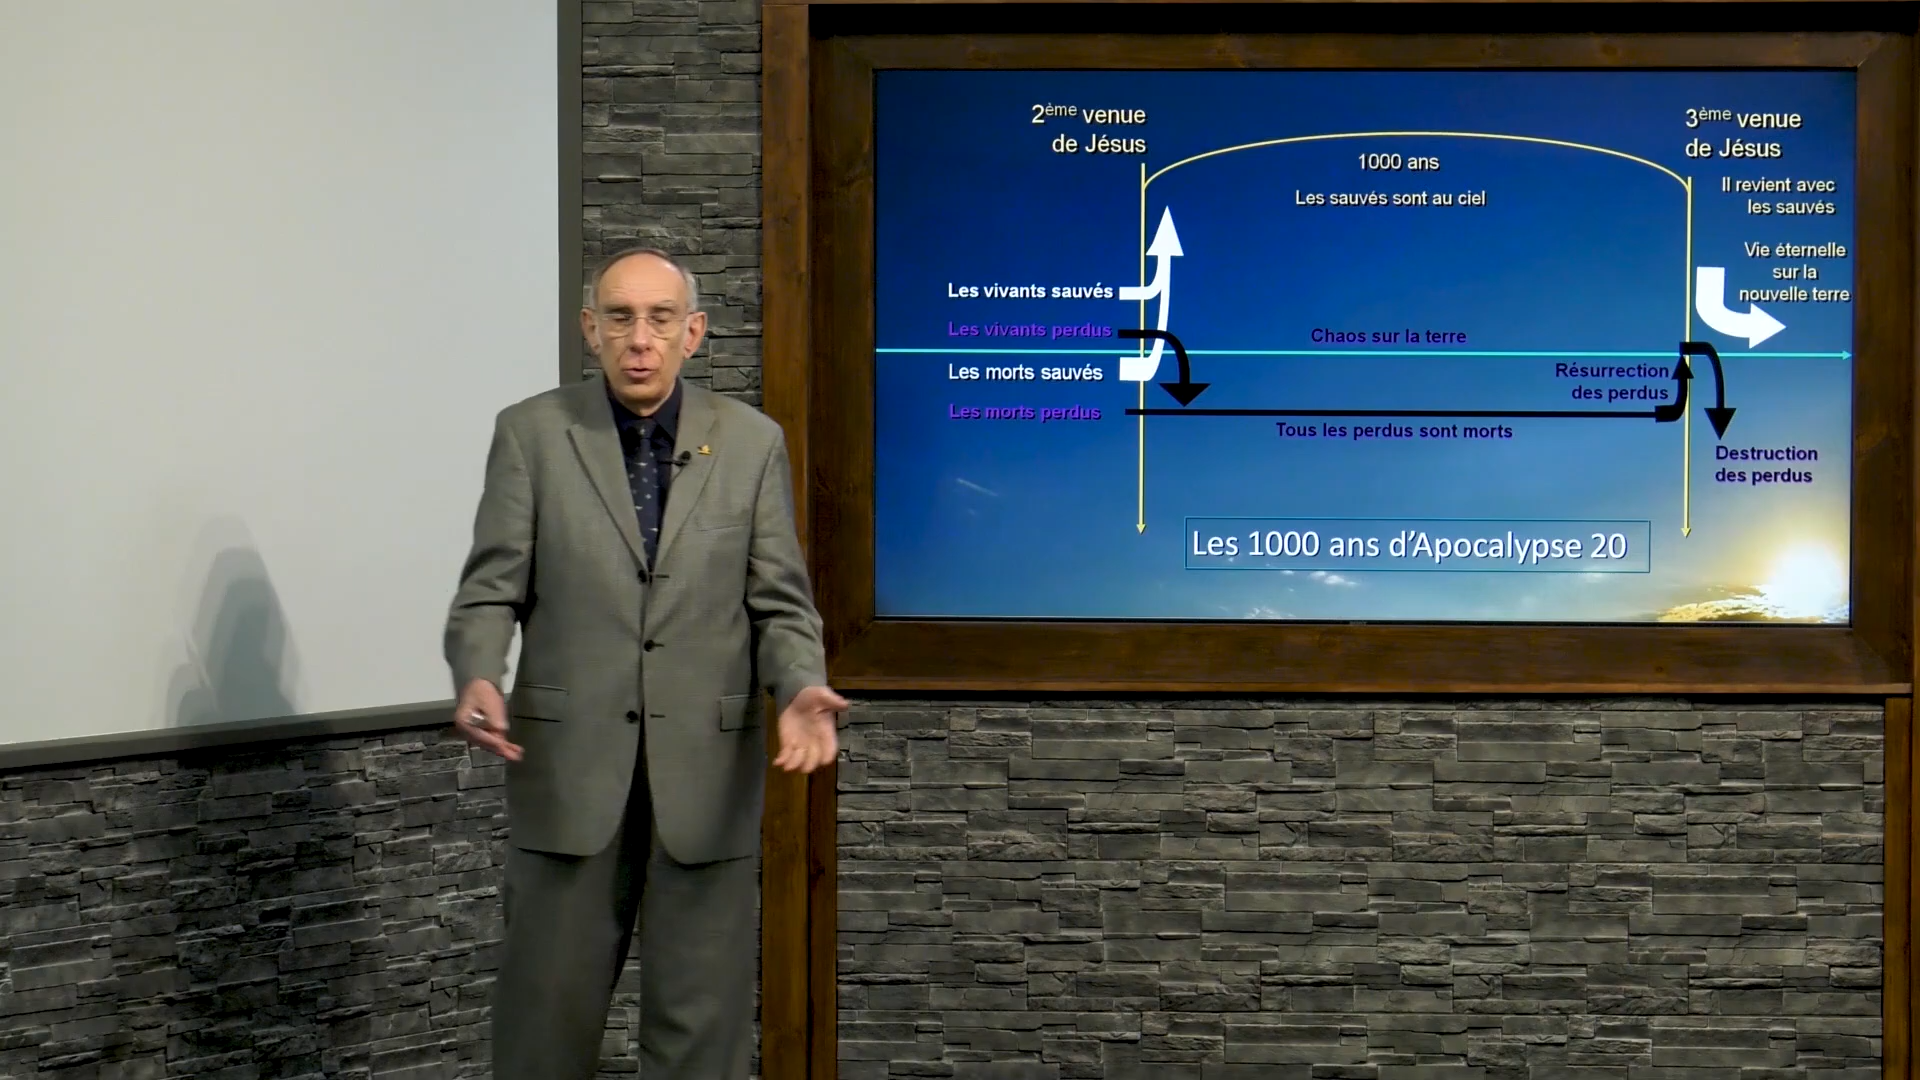 2ème venue
de Jésus
3ème venue
de Jésus
1000 ans
Les sauvés sont au ciel
Il revient avec
les sauvés
Vie éternelle
sur la
nouvelle terre
Les vivants sauvés
Les vivants perdus
Chaos sur la terre
Les morts sauvés
Résurrection
des perdus
Les morts perdus
Tous les perdus sont morts
Destruction
des perdus
Les 1000 ans d’Apocalypse 20